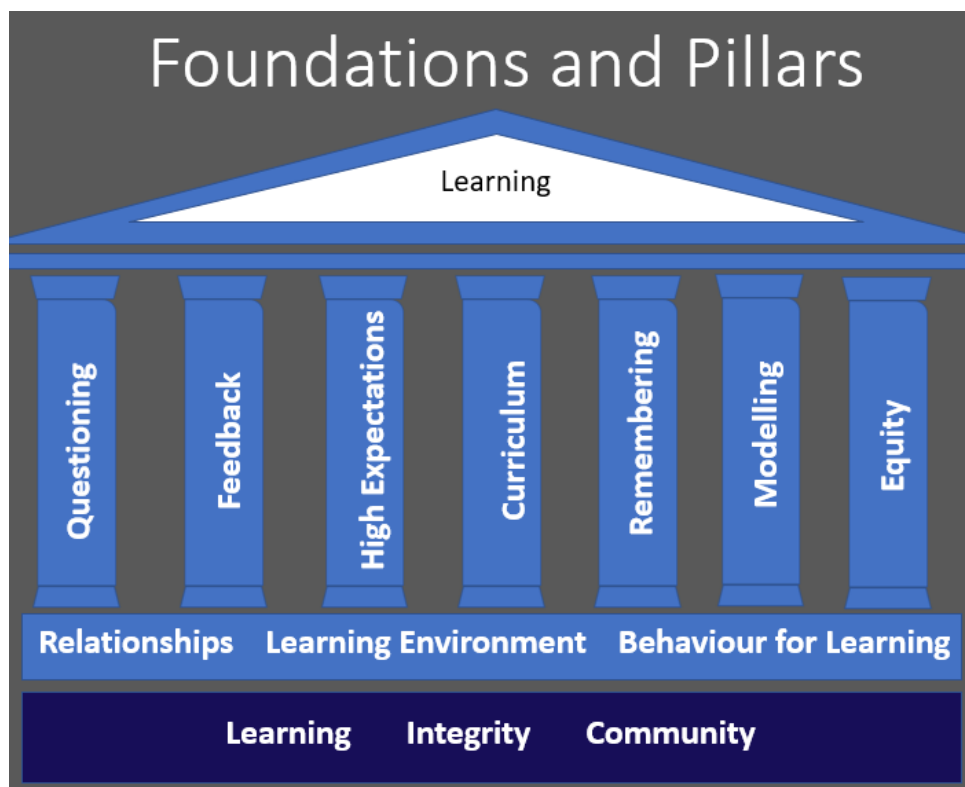 Foundations and Pillars
Learning
Questioning
Feedback
High Expectations
Curriculum
Remembering
Modelling
Equity
Relationships Learning Environment Behaviour for Learning
Learning Integrity Community